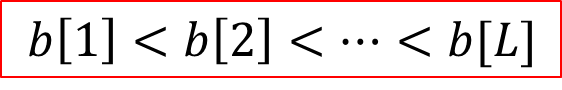 b[1] < b[2] < ⋯ < b[L]